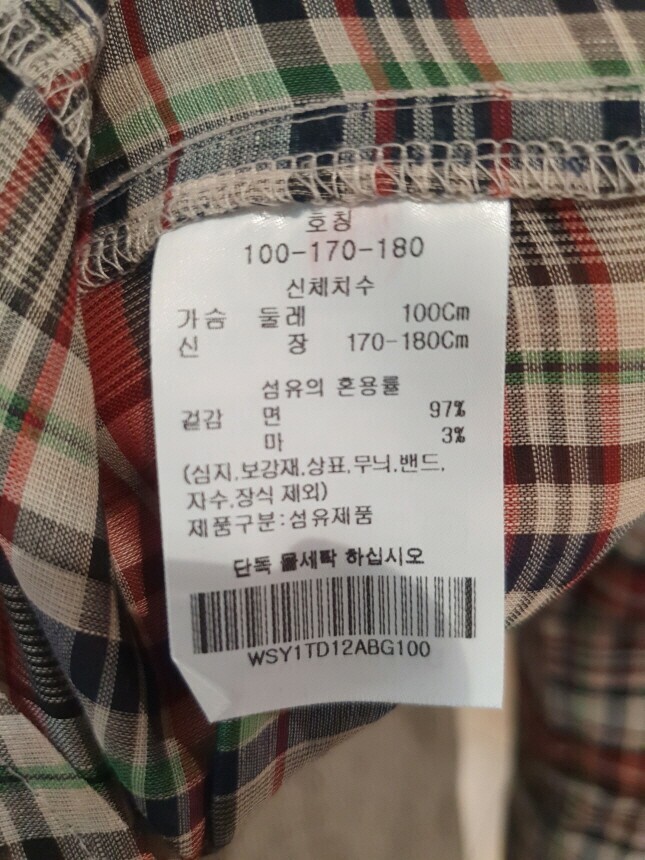 호칭
100-170-180
신체치수
가슴 둘레 100Cm
신 장 170-180Cm
섬유의 혼용률
겉감 면 97%
마 3%
(심지,보강재,상표,무늬,밴드,
자수,장식 제외)
제품구분:섬유제품
단독 물세탁 하십시오
WSY1TD12ABG100